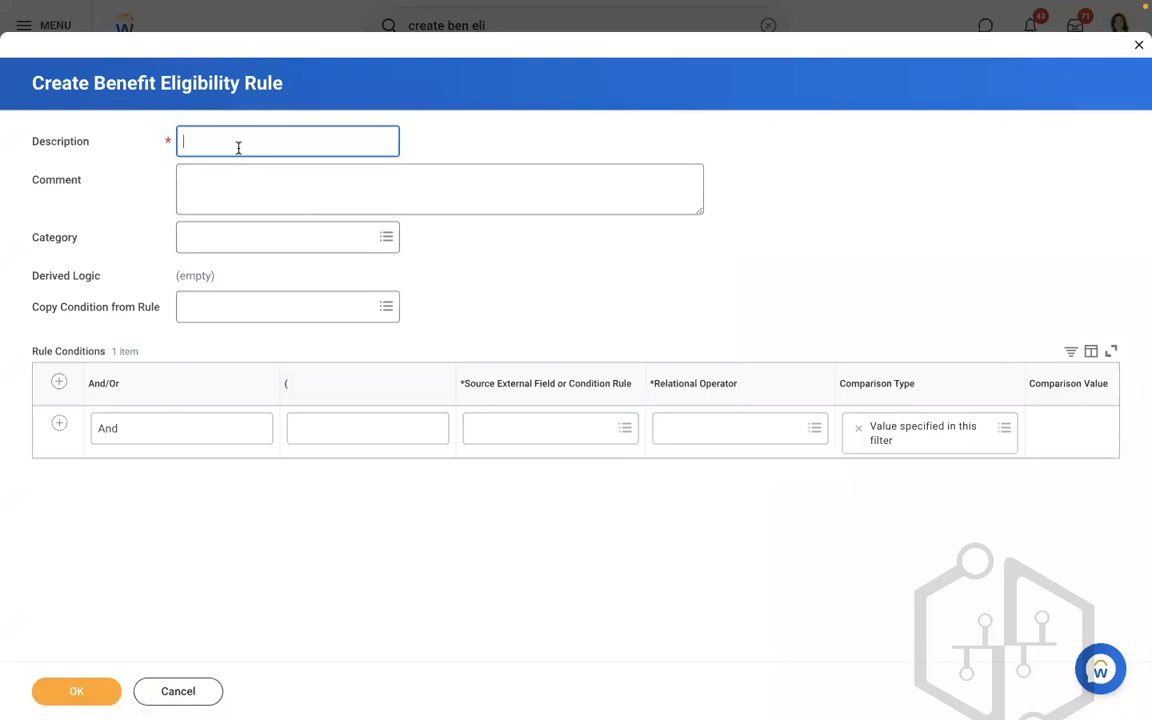 MENU
create ben eli
43
71
Create Benefit Eligibility Rule
Description *
Comment
Category
Derived Logic (empty)
Copy Condition from Rule
Rule Conditions 1 item
And/Or ( *Source External Field or Condition Rule *Relational Operator Comparison Type Comparison Value
And
Value specified in this
filter
OK Cancel